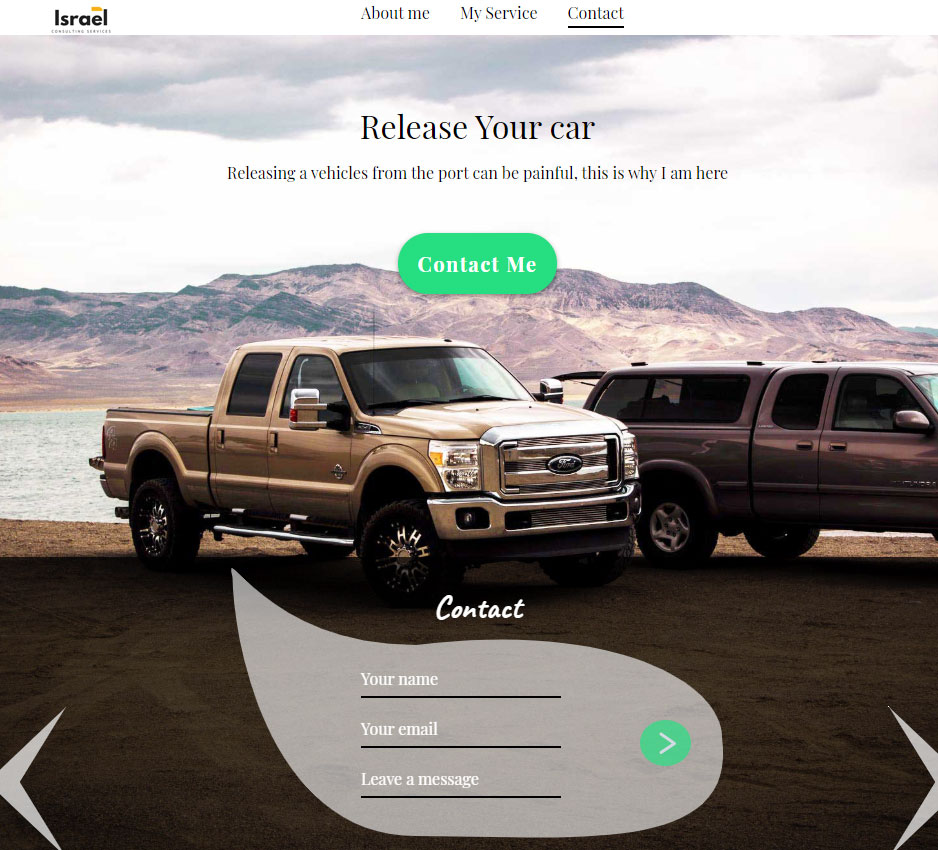 Israel
CONSULTING SERVICES
About me My Service Contact
Release Your car
Releasing a vehicles from the port can be painful, this is why I am here
Contact Me
Ford
Contact
Your name
Your email
Leave a message